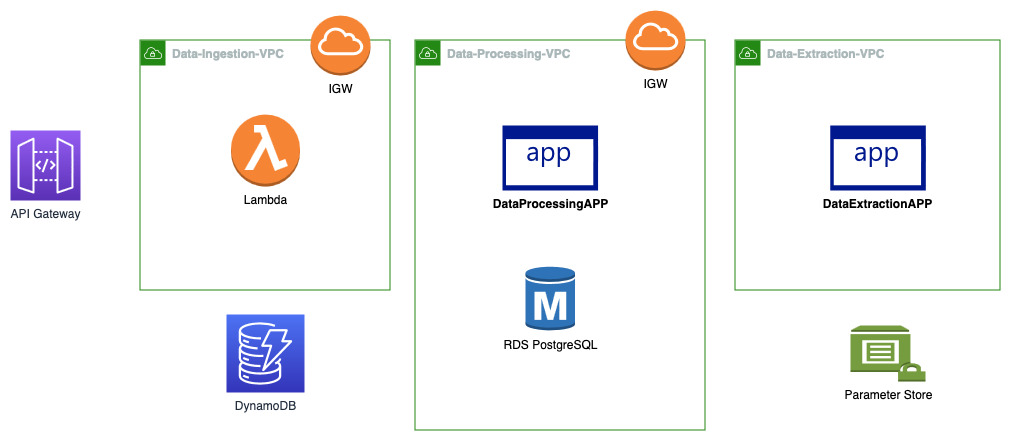 Data-Ingestion-VPC
IGW
Lambda
API Gateway
DynamoDB
Data-Processing-VPC
IGW
app
DataProcessingAPP
M
RDS PostgreSQL
Data-Extraction-VPC
app
DataExtractionAPP
Parameter Store